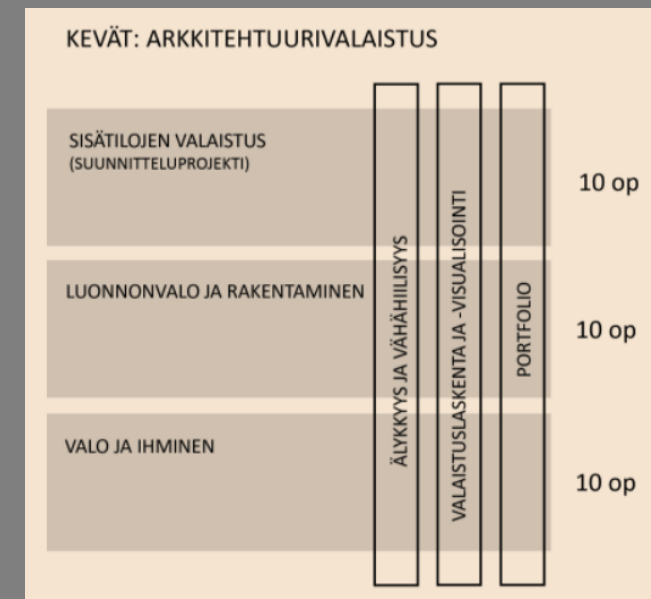 KEVÄT: ARKKITEHTUURIVALAISTUS
SISÄTILOJEN VALAISTUS
(SUUNNITTELUPROJEKTI)
10 op
LUONNONVALO JA RAKENTAMINEN
10 op
VALO JA IHMINEN
10 op
ÄLYKKYYS JA VÄHÄHIILISYYS
VALAISTUSLASKENTA JA -VISUALISOINTI
PORTFOLIO